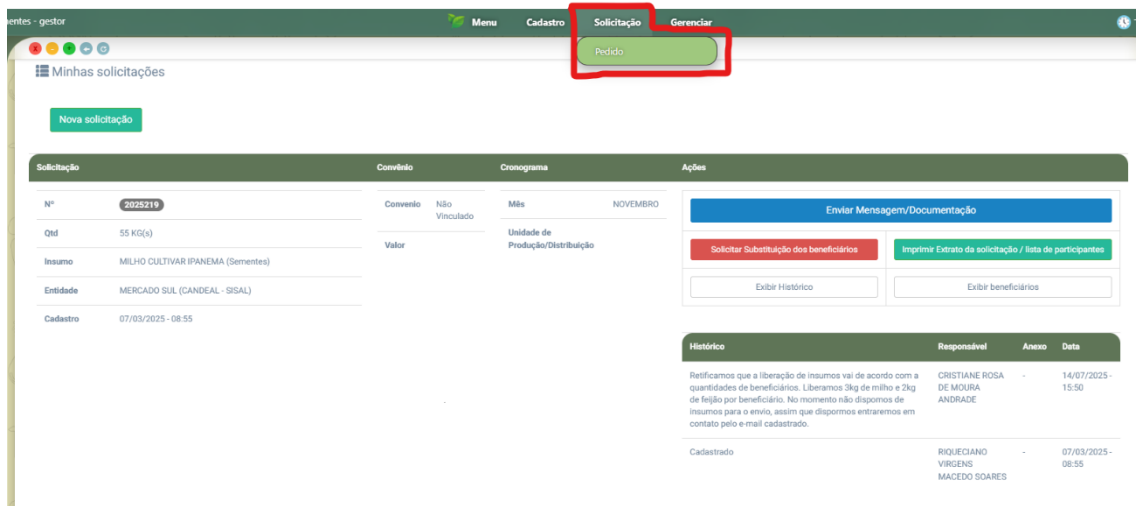 entes - gestor
Menu
Cadastro
Solicitação
Gerenciar
Pedido
Minhas solicitações
Nova solicitação
Solicitação
Convênio
Cronograma
Ações
Nº 2025219
Qtd 55 KG(s)
Insumo MILHO CULTIVAR IPANEMA (Sementes)
Entidade MERCADO SUL (CANDEAL - SISAL)
Cadastro 07/03/2025 - 08:55
Convenio Não
Vinculado
Valor
Mês NOVEMBRO
Unidade de
Produção/Distribuição
Enviar Mensagem/Documentação
Solicitar Substituição dos beneficiários
Imprimir Extrato da solicitação / lista de participantes
Exibir Histórico
Exibir beneficiários
Histórico Responsável Anexo Data
Retificamos que a liberação de insumos vai de acordo com a
quantidades de beneficiários. Liberamos 3kg de milho e 2kg
de feijão por beneficiário. No momento não dispomos de
insumos para o envio, assim que dispormos entraremos em
contato pelo e-mail cadastrado.
CRISTIANE ROSA
DE MOURA
ANDRADE
-
14/07/2025 -
15:50
Cadastrado
RIQUECIANO
VIRGENS
MACEDO SOARES
-
07/03/2025 -
08:55